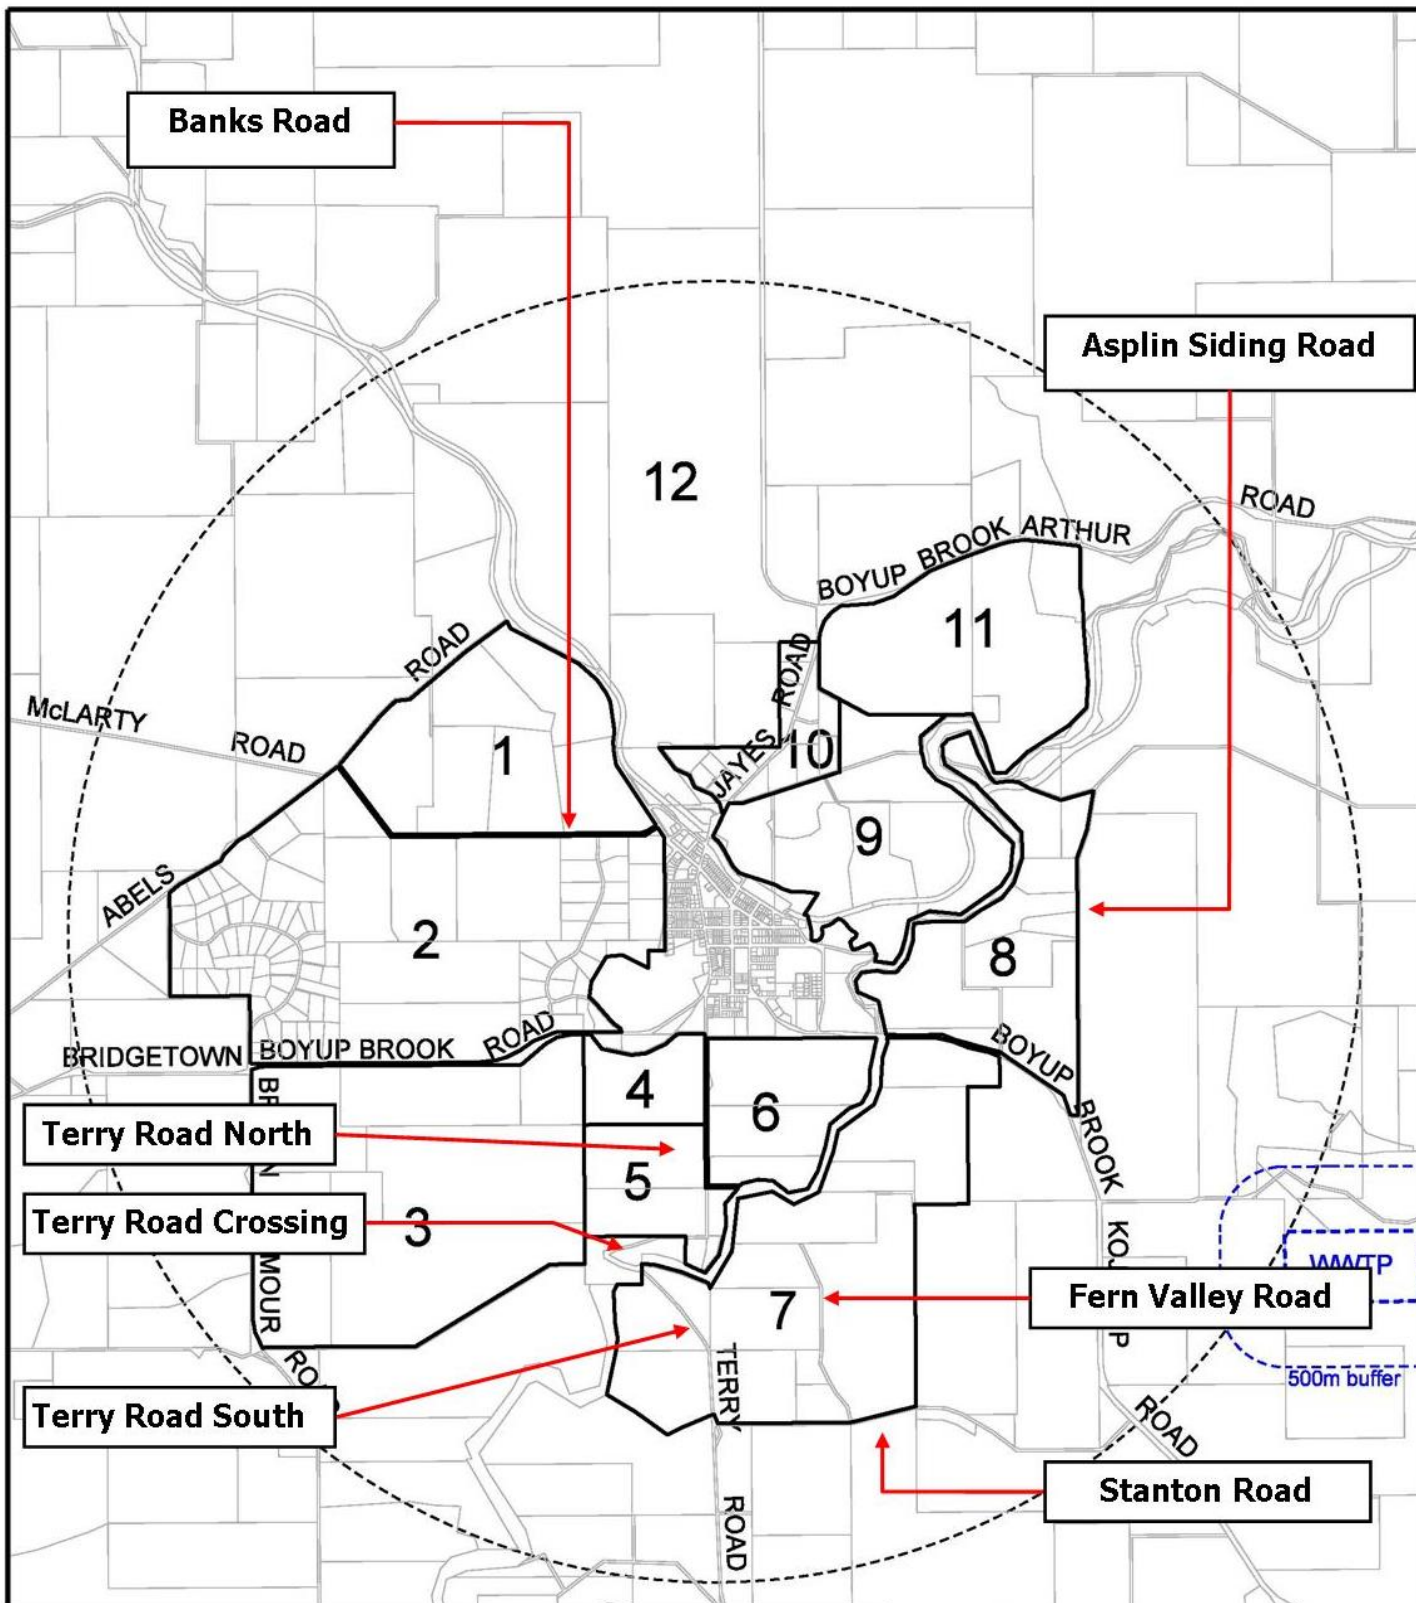 Banks Road
Asplin Siding Road
12
ROAD
BOYUP BROOK ARTHUR
11
ROAD
ROAD
McLARTY
ROAD
1
JAYES
10
9
ABELS
2
8
BOYUP
BROOK
ROAD
BRIDGETOWN
BOYUP BROOK
4
6
Terry Road North
5
Terry Road Crossing
3
MOUR
WWTP
Fern Valley Road
7
500m buffer
TERRY
Terry Road South
ROAD
Stanton Road
ROAD